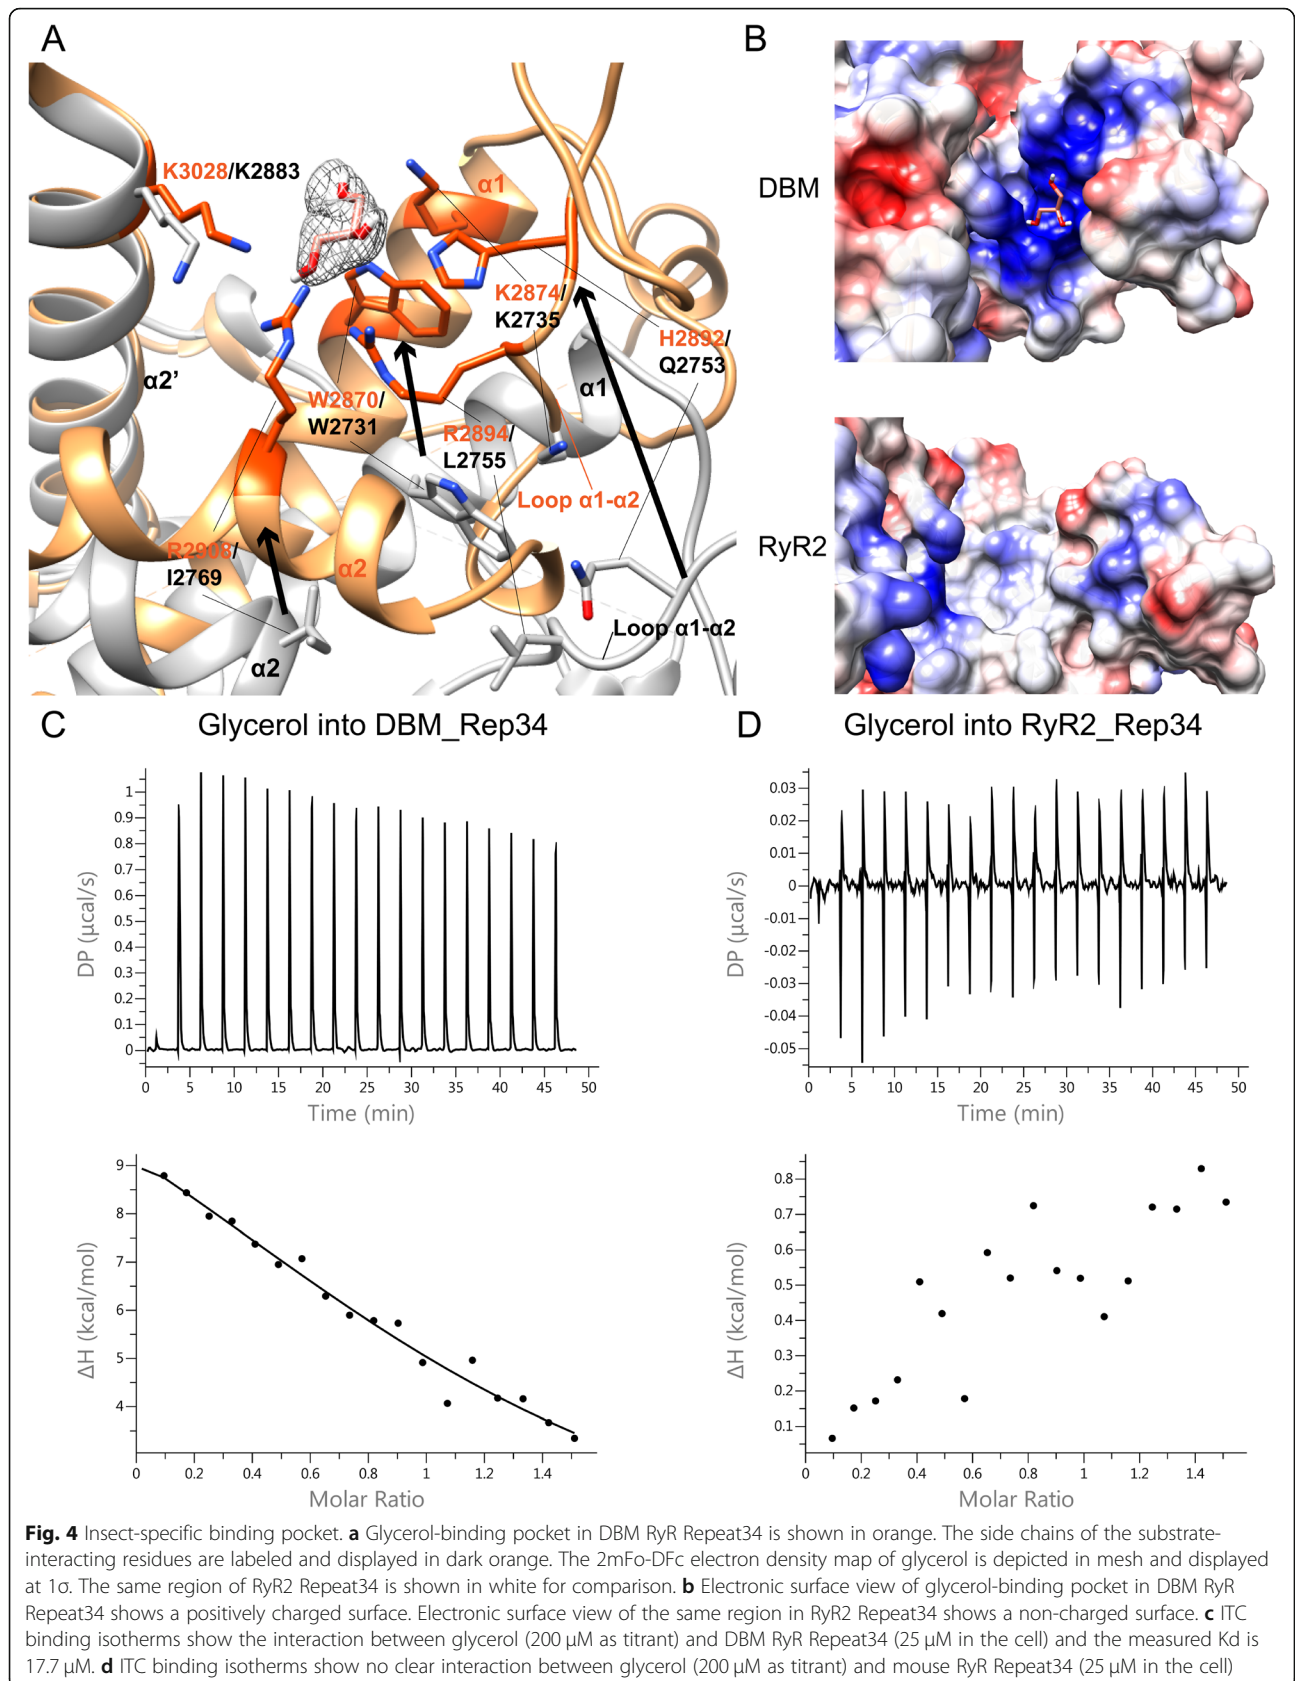 A
B
K3028/K2883
α1
K2874/
K2735
H2892/
Q2753
α2’
α1
W2870/
W2731
R2894/
L2755
Loop α1-α2
R2908/
I2769
α2
Loop α1-α2
α2
DBM
RyR2
C
Glycerol into DBM_Rep34
DP (µcal/s)
1
0.9
0.8
0.7
0.6
0.5
0.4
0.3
0.2
0.1
0
0 5 10 15 20 25 30 35 40 45 50
Time (min)
ΔH (kcal/mol)
9
8
7
6
5
4
0 0.2 0.4 0.6 0.8 1 1.2 1.4
Molar Ratio
D
Glycerol into RyR2_Rep34
DP (µcal/s)
0.03
0.02
0.01
0
-0.01
-0.02
-0.03
-0.04
-0.05
0 5 10 15 20 25 30 35 40 45 50
Time (min)
ΔH (kcal/mol)
0.8
0.7
0.6
0.5
0.4
0.3
0.2
0.1
0 0.2 0.4 0.6 0.8 1 1.2 1.4
Molar Ratio
Fig. 4 Insect-specific binding pocket. a Glycerol-binding pocket in DBM RyR Repeat34 is shown in orange. The side chains of the substrate-
interacting residues are labeled and displayed in dark orange. The 2mFo-DFc electron density map of glycerol is depicted in mesh and displayed
at 1σ. The same region of RyR2 Repeat34 is shown in white for comparison. b Electronic surface view of glycerol-binding pocket in DBM RyR
Repeat34 shows a positively charged surface. Electronic surface view of the same region in RyR2 Repeat34 shows a non-charged surface. c ITC
binding isotherms show the interaction between glycerol (200 µM as titrant) and DBM RyR Repeat34 (25 µM in the cell) and the measured Kd is
17.7 µM. d ITC binding isotherms show no clear interaction between glycerol (200 µM as titrant) and mouse RyR Repeat34 (25 µM in the cell)